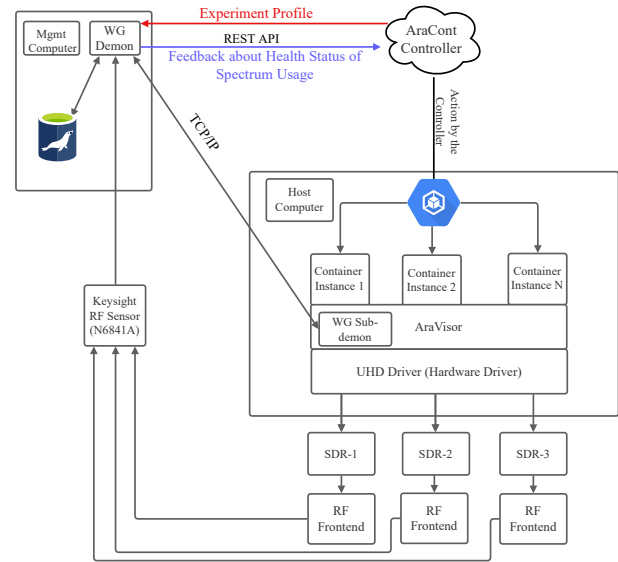 Experiment Profile
Mgmt
Computer
WG
Demon
REST API
Feedback about Health Status of
Spectrum Usage
AraCont
Controller
Action by the
Controller
TCP/IP
Host
Computer
Container
Instance 1
Container
Instance 2
Container
Instance N
Keysight
RF Sensor
(N6841A)
WG Sub-
demon
AraVisor
UHD Driver (Hardware Driver)
SDR-1
SDR-2
SDR-3
RF
Frontend
RF
Frontend
RF
Frontend